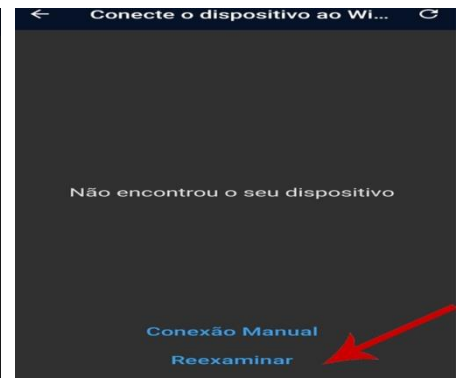 Conecte o dispositivo ao Wi...
Não encontrou o seu dispositivo
Conexão Manual
Reexaminar